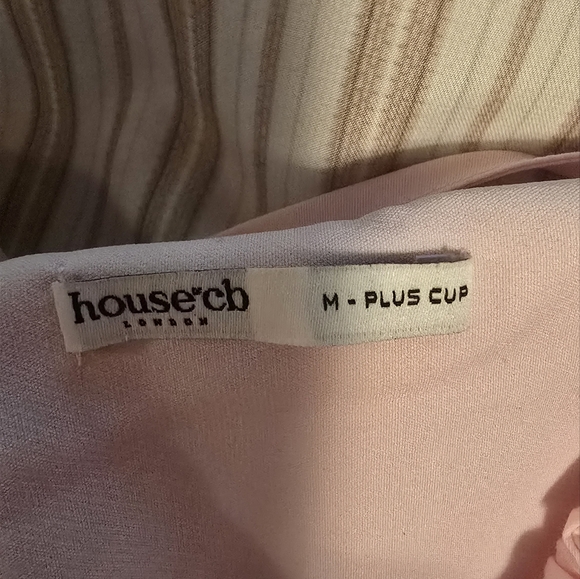 house of cb
LONDON
M - PLUS CUP